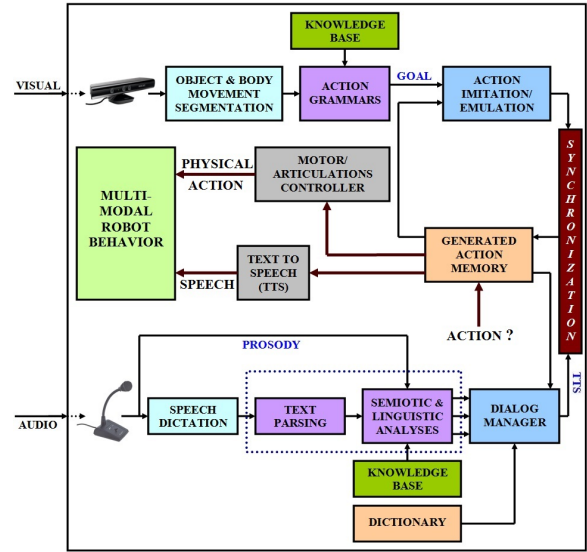 KNOWLEDGE
BASE
VISUAL
OBJECT & BODY
MOVEMENT
SEGMENTATION
ACTION
GRAMMARS
GOAL
ACTION
IMITATION/
EMULATION
SYNCHRONIZATION
MULTI-
MODAL
ROBOT
BEHAVIOR
PHYSICAL
ACTION
MOTOR/
ARTICULATIONS
CONTROLLER
SPEECH
TEXT TO
SPEECH
(TTS)
GENERATED
ACTION
MEMORY
ACTION ?
PROSODY
TTS
AUDIO
SPEECH
DICTATION
TEXT
PARSING
SEMIOTIC &
LINGUISTIC
ANALYSES
DIALOG
MANAGER
KNOWLEDGE
BASE
DICTIONARY